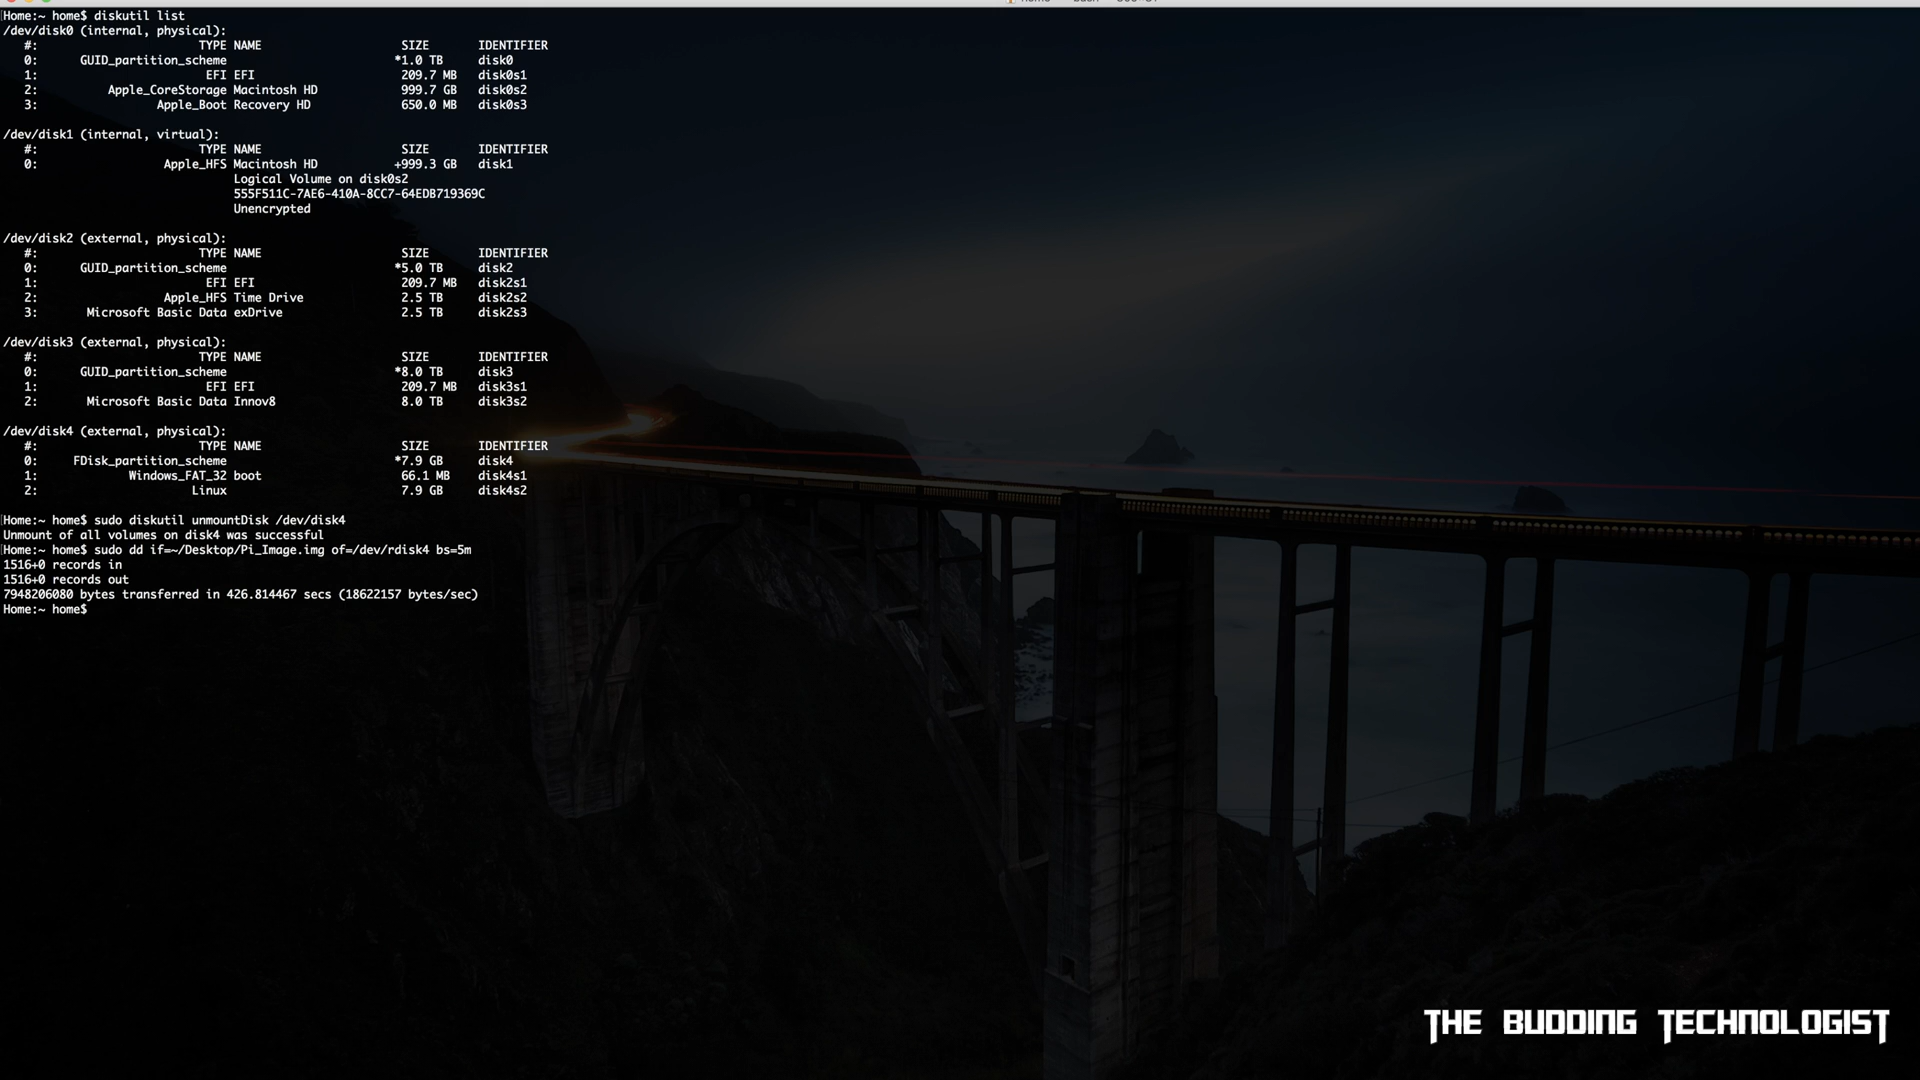 Home:~ home$ diskutil list
/dev/disk0 (internal, physical):
#: TYPE NAME SIZE IDENTIFIER
0: GUID_partition_scheme *1.0 TB disk0
1: EFI EFI 209.7 MB disk0s1
2: Apple_CoreStorage Macintosh HD 999.7 GB disk0s2
3: Apple_Boot Recovery HD 650.0 MB disk0s3
/dev/disk1 (internal, virtual):
#: TYPE NAME SIZE IDENTIFIER
0: Apple_HFS Macintosh HD +999.3 GB disk1
Logical Volume on disk0s2
555F511C-7AE6-410A-8CC7-64EDB719369C
Unencrypted
/dev/disk2 (external, physical):
#: TYPE NAME SIZE IDENTIFIER
0: GUID_partition_scheme *5.0 TB disk2
1: EFI EFI 209.7 MB disk2s1
2: Apple_HFS Time Drive 2.5 TB disk2s2
3: Microsoft Basic Data exDrive 2.5 TB disk2s3
/dev/disk3 (external, physical):
#: TYPE NAME SIZE IDENTIFIER
0: GUID_partition_scheme *8.0 TB disk3
1: EFI EFI 209.7 MB disk3s1
2: Microsoft Basic Data Innov8 8.0 TB disk3s2
/dev/disk4 (external, physical):
#: TYPE NAME SIZE IDENTIFIER
0: FDisk_partition_scheme *7.9 GB disk4
1: Windows_FAT_32 boot 66.1 MB disk4s1
2: Linux 7.9 GB disk4s2
Home:~ home$ sudo diskutil unmountDisk /dev/disk4
Unmount of all volumes on disk4 was successful
Home:~ home$ sudo dd if=~/Desktop/Pi_Image.img of=/dev/rdisk4 bs=5m
1516+0 records in
1516+0 records out
7948206080 bytes transferred in 426.814467 secs (18622157 bytes/sec)
Home:~ home$
THE BUDDING TECHNOLOGIST